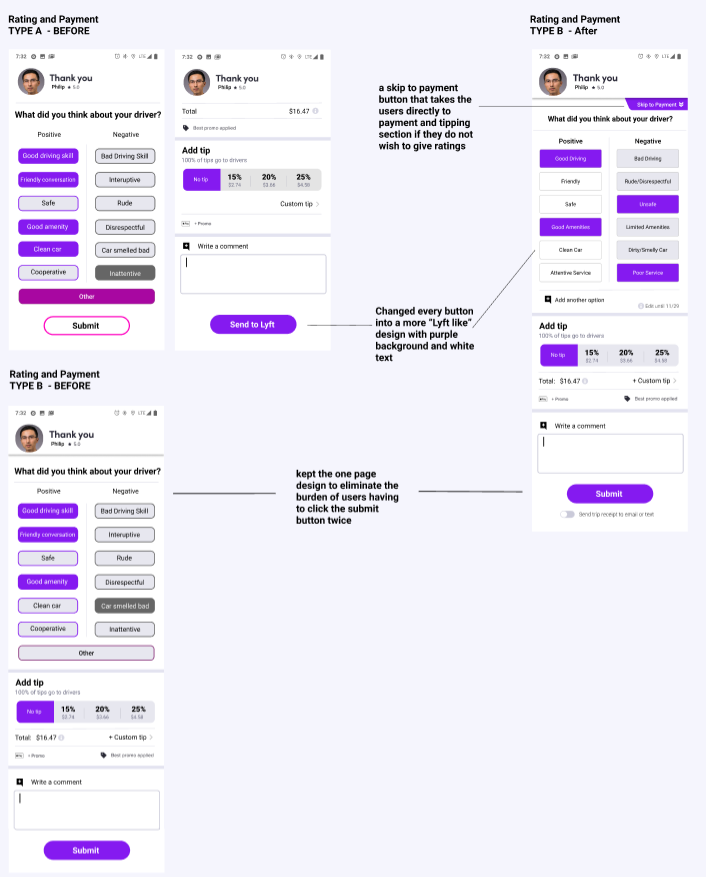 Rating and Payment
TYPE A - BEFORE
7:32
LTE
Thank you
Philip ★ 5.0
What did you think about your driver?
Positive
Negative
Good driving skill
Bad Driving Skill
Friendly conversation
Interuptive
Safe
Rude
Good amenity
Disrespectful
Clean car
Car smelled bad
Cooperative
Inattentive
Other
Submit
7:32
LTE
Thank you
Philip ★ 5.0
Total
$16.47
Best promo applied
Add tip
100% of tips go to drivers
No tip
15%
20%
25%
$2.74
$3.66
$4.58
Custom tip >
+ Promo
Write a comment
Send to Lyft
a skip to payment
button that takes the
users directly to
payment and tipping
section if they do not
wish to give ratings
Changed every button
into a more “Lyft like”
design with purple
background and white
text
Rating and Payment
TYPE B - After
7:32
LTE
Thank you
Philip ★ 5.0
Skip to Payment
What did you think about your driver?
Positive
Negative
Good Driving
Bad Driving
Friendly
Rude/Disrespectful
Safe
Unsafe
Good Amenities
Limited Amenities
Clean Car
Dirty/Smelly Car
Attentive Service
Poor Service
Add another option
Edit until 11/29
Add tip
100% of tips go to drivers
No tip
15%
20%
25%
$2.74
$3.66
$4.58
Total: $16.47
+ Custom tip >
+ Promo
Best promo applied
Write a comment
Submit
Send trip receipt to email or text
Rating and Payment
TYPE B - BEFORE
7:32
LTE
Thank you
Philip ★ 5.0
What did you think about your driver?
Positive
Negative
Good driving skill
Bad Driving Skill
Friendly conversation
Interuptive
Safe
Rude
Good amenity
Disrespectful
Clean car
Car smelled bad
Cooperative
Inattentive
Other
Add tip
100% of tips go to drivers
No tip
15%
20%
25%
$2.74
$3.66
$4.58
Total: $16.47
+ Custom tip >
+ Promo
Best promo applied
Write a comment
Submit
kept the one page
design to eliminate the
burden of users having
to click the submit
button twice